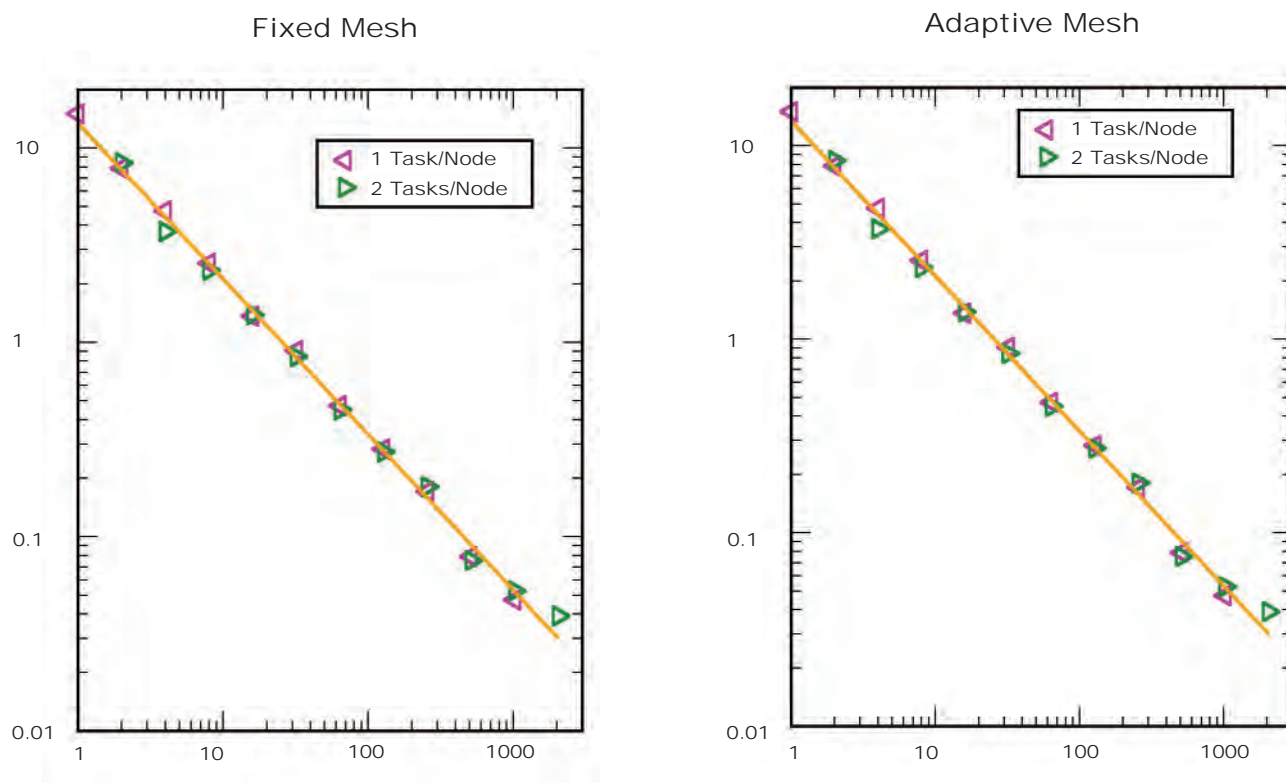 Fixed Mesh
10
1
0.1
0.01
1 10 100 1000
1 Task/Node
2 Tasks/Node
Adaptive Mesh
10
1
0.1
0.01
1 10 100 1000
1 Task/Node
2 Tasks/Node